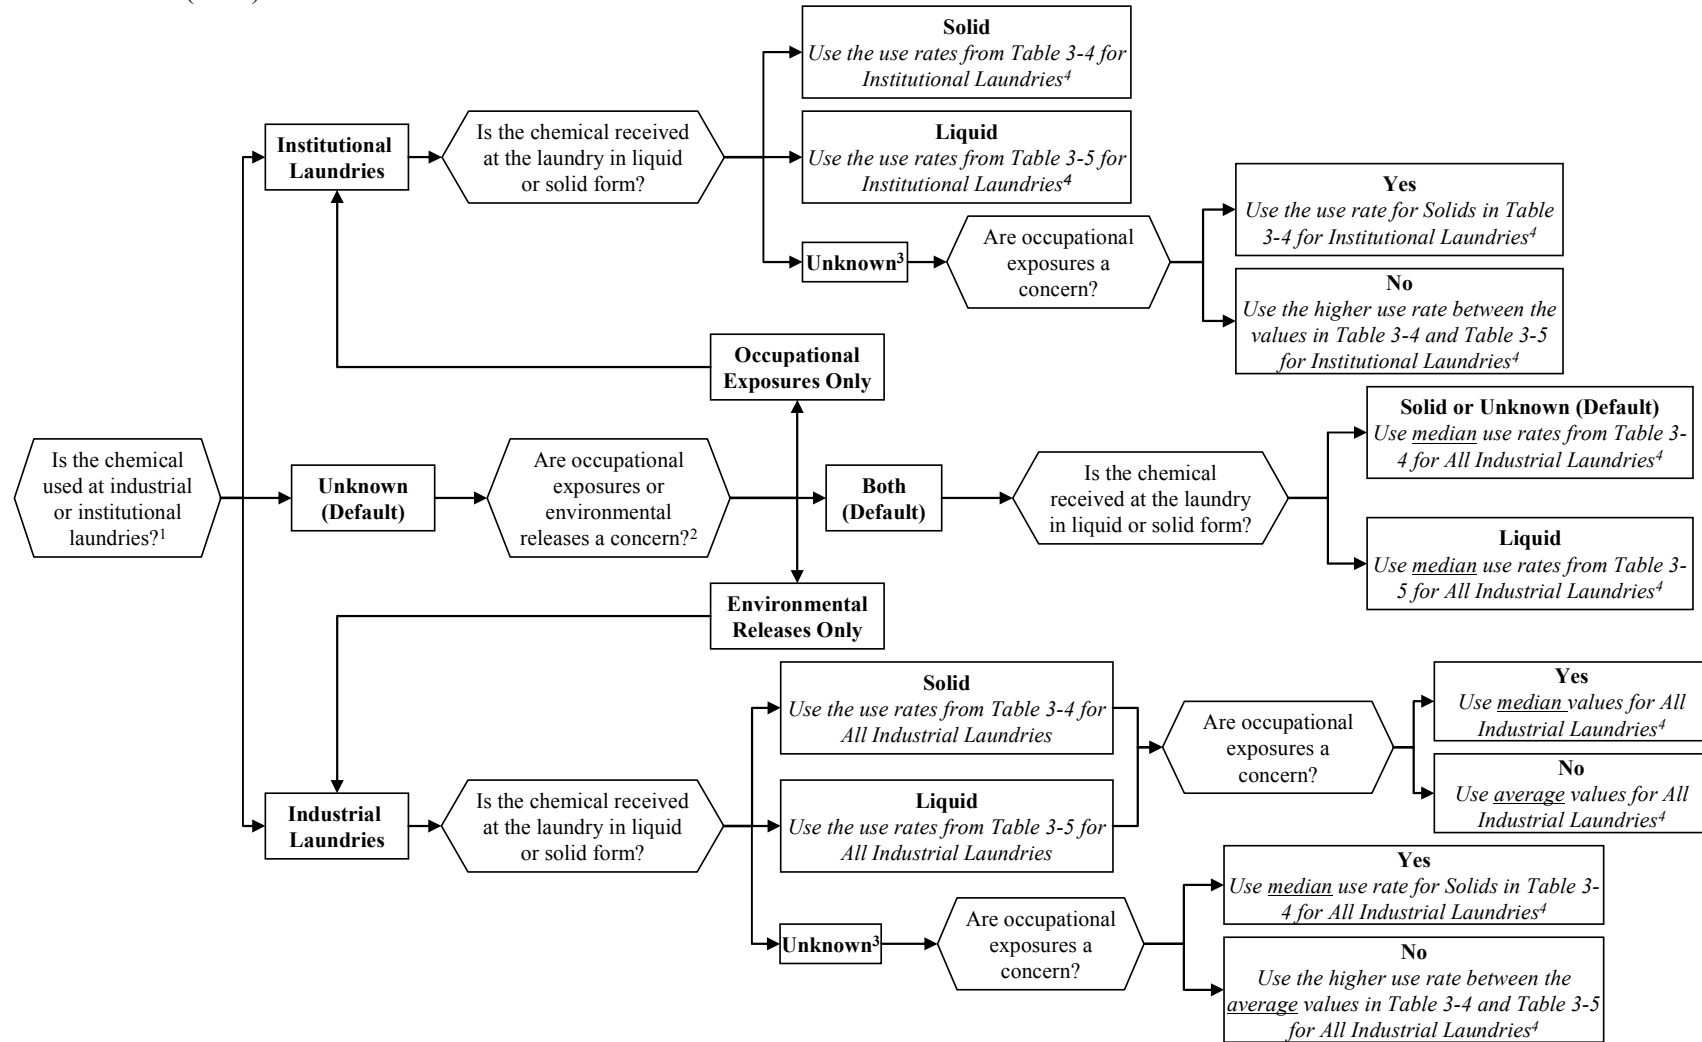 Solid
Use the use rates from Table 3-4 for
Institutional Laundries⁴
Institutional
Laundries
Is the chemical received
at the laundry in liquid
or solid form?
Liquid
Use the use rates from Table 3-5 for
Institutional Laundries⁴
Unknown³
Are occupational
exposures a
concern?
Yes
Use the use rate for Solids in Table
3-4 for Institutional Laundries⁴
No
Use the higher use rate between the
values in Table 3-4 and Table 3-5
for Institutional Laundries⁴
Occupational
Exposures Only
Is the chemical
used at industrial
or institutional
laundries?¹
Unknown
(Default)
Are occupational
exposures or
environmental
releases a concern?²
Both
(Default)
Is the chemical
received at the laundry
in liquid or solid form?
Solid or Unknown (Default)
Use median use rates from Table 3-
4 for All Industrial Laundries⁴
Liquid
Use median use rates from Table 3-
5 for All Industrial Laundries⁴
Environmental
Releases Only
Industrial
Laundries
Is the chemical received
at the laundry in liquid
or solid form?
Solid
Use the use rates from Table 3-4 for
All Industrial Laundries
Liquid
Use the use rates from Table 3-5 for
All Industrial Laundries
Are occupational
exposures a
concern?
Yes
Use median values for All
Industrial Laundries⁴
No
Use average values for All
Industrial Laundries⁴
Unknown³
Are occupational
exposures a
concern?
Yes
Use median use rate for Solids in Table 3-
4 for All Industrial Laundries⁴
No
Use the higher use rate between the
average values in Table 3-4 and Table 3-5
for All Industrial Laundries⁴